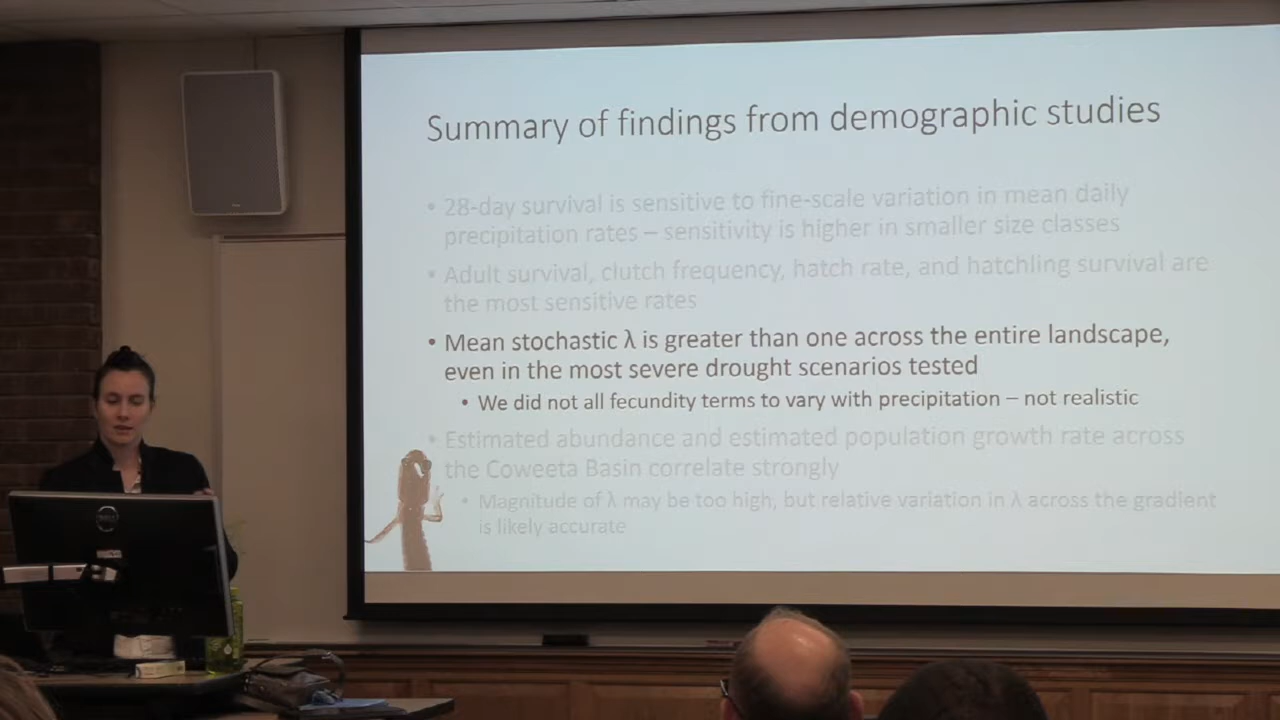 Summary of findings from demographic studies
• 28-day survival is sensitive to fine-scale variation in mean daily
precipitation rates – sensitivity is higher in smaller size classes
• Adult survival, clutch frequency, hatch rate, and hatchling survival are
the most sensitive rates
• Mean stochastic λ is greater than one across the entire landscape,
even in the most severe drought scenarios tested
• We did not all fecundity terms to vary with precipitation – not realistic
• Estimated abundance and estimated population growth rate across
the Coweeta Basin correlate strongly
• Magnitude of λ may be too high, but relative variation in λ across the gradient
is likely accurate
DELL